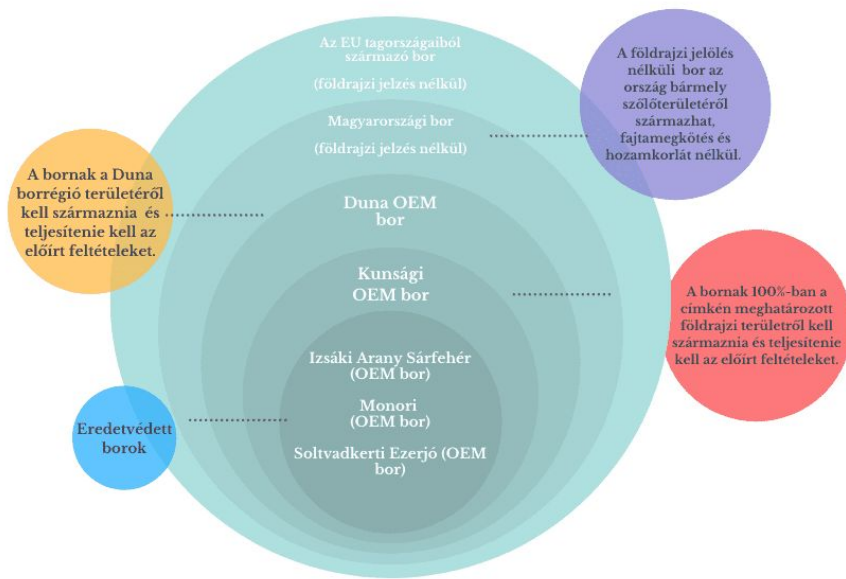 Az EU tagországaiból
származó bor
(földrajzi jelzés nélkül)
Magyarországi bor
(földrajzi jelzés nélkül)
Duna OEM
bor
Kunsági
OEM bor
Izsáki Arany Sárfehér
(OEM bor)
Monori
(OEM bor)
Soltvadkerti Ezerjó (OEM
bor)
A földrajzi jelölés
nélküli bor az
ország bármely
szőlőterületéről
származhat,
fajtamegkötés és
hozamkorlát nélkül.
A bornak a Duna
borrégió területéről
kell származnia és
teljesítenie kell az
előírt feltételeket.
A bornak 100%-ban a
címkén meghatározott
földrajzi területről kell
származnia és teljesítenie
kell az előírt feltételeket.
Eredetvédett
borok